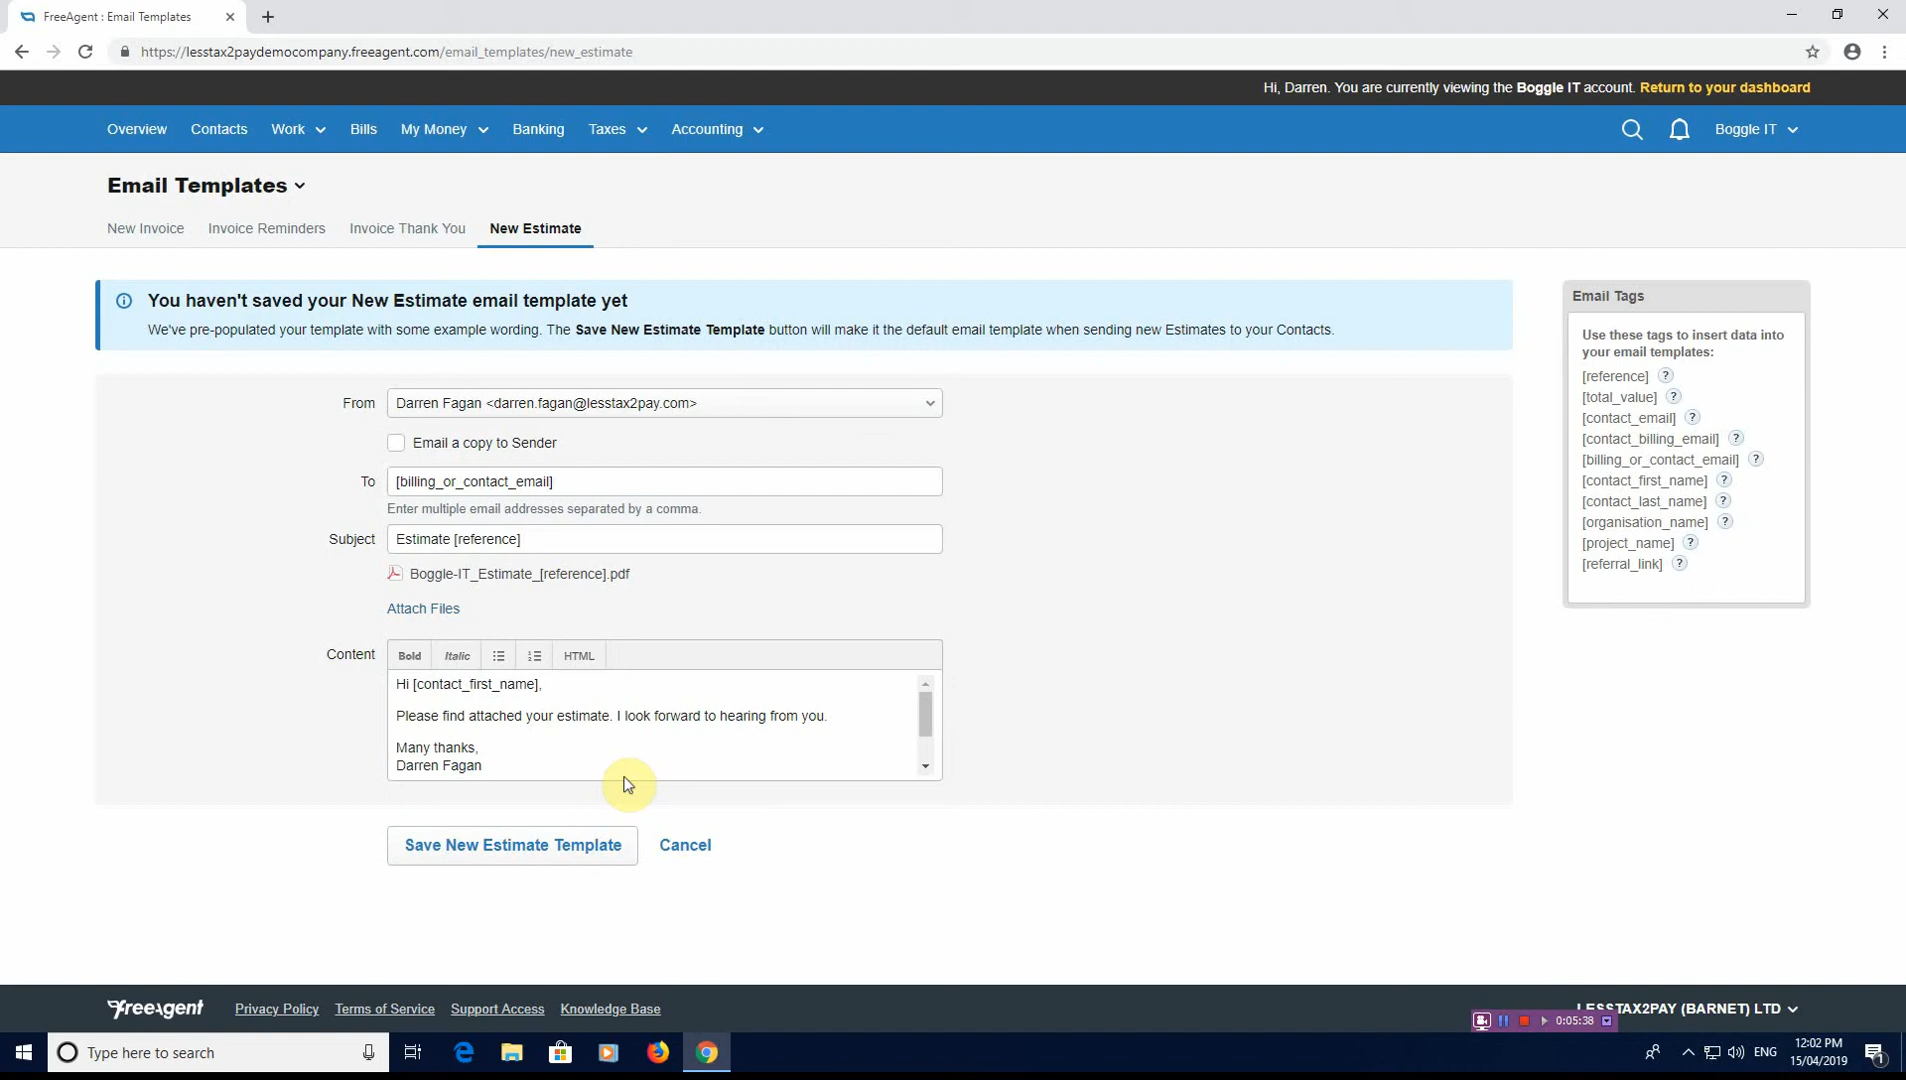 FreeAgent : Email Templates
https://lesstax2paydemocompany.freeagent.com/email_templates/new_estimate
Hi, Darren. You are currently viewing the Boggle IT account. Return to your dashboard
Overview Contacts Work Bills My Money Banking Taxes Accounting Boggle IT
Email Templates
New Invoice Invoice Reminders Invoice Thank You New Estimate
You haven't saved your New Estimate email template yet
We've pre-populated your template with some example wording. The Save New Estimate Template button will make it the default email template when sending new Estimates to your Contacts.
From Darren Fagan <darren.fagan@lesstax2pay.com>
Email a copy to Sender
To [billing_or_contact_email]
Enter multiple email addresses separated by a comma.
Subject Estimate [reference]
Boggle-IT_Estimate_[reference].pdf
Attach Files
Content Bold Italic HTML
Hi [contact_first_name],
Please find attached your estimate. I look forward to hearing from you.
Many thanks,
Darren Fagan
Save New Estimate Template Cancel
Email Tags
Use these tags to insert data into
your email templates:
[reference] ?
[total_value] ?
[contact_email] ?
[contact_billing_email] ?
[billing_or_contact_email] ?
[contact_first_name] ?
[contact_last_name] ?
[organisation_name] ?
[project_name] ?
[referral_link] ?
FreeAgent Privacy Policy Terms of Service Support Access Knowledge Base LESSTAX2PAY (BARNET) LTD
0:05:38
Type here to search
ENG
12:02 PM
15/04/2019
1